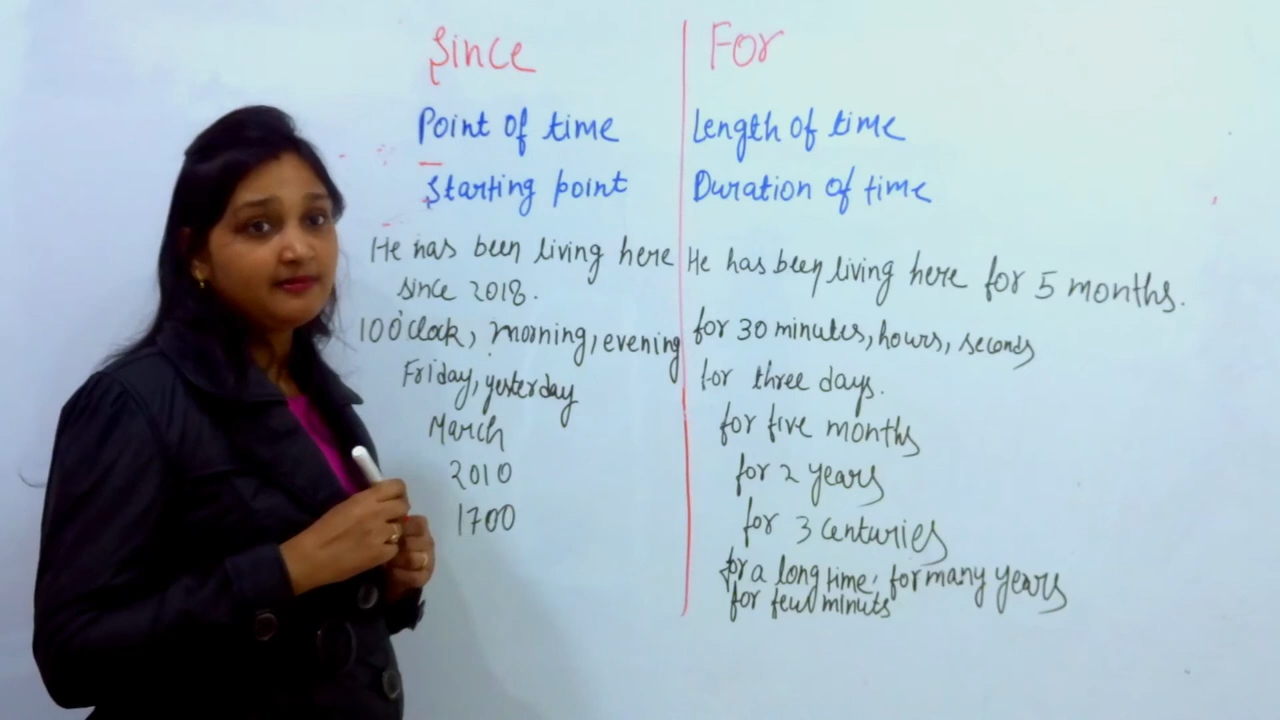 Since
Point of time
Starting point
He has been living here
since 2018.
10 O'clock, morning, evening
Friday, yesterday
March
2010
1700
For
Length of time
Duration of time
He has been living here for 5 months.
for 30 minutes, hours, seconds
for three days.
for five months
for 2 years
for 3 centuries
for a long time, for many years
for few minuts